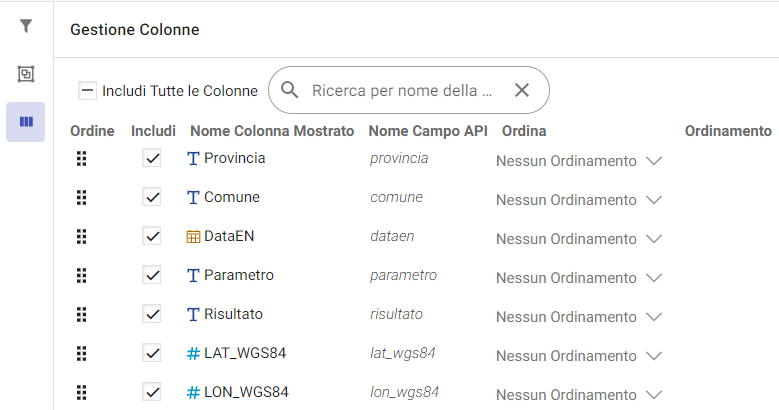 Gestione Colonne
Includi Tutte le Colonne Ricerca per nome della ...
Ordine Includi Nome Colonna Mostrato Nome Campo API Ordina Ordinamento
Provincia provincia Nessun Ordinamento
Comune comune Nessun Ordinamento
DataEN dataen Nessun Ordinamento
Parametro parametro Nessun Ordinamento
Risultato risultato Nessun Ordinamento
LAT_WGS84 lat_wgs84 Nessun Ordinamento
LON_WGS84 lon_wgs84 Nessun Ordinamento